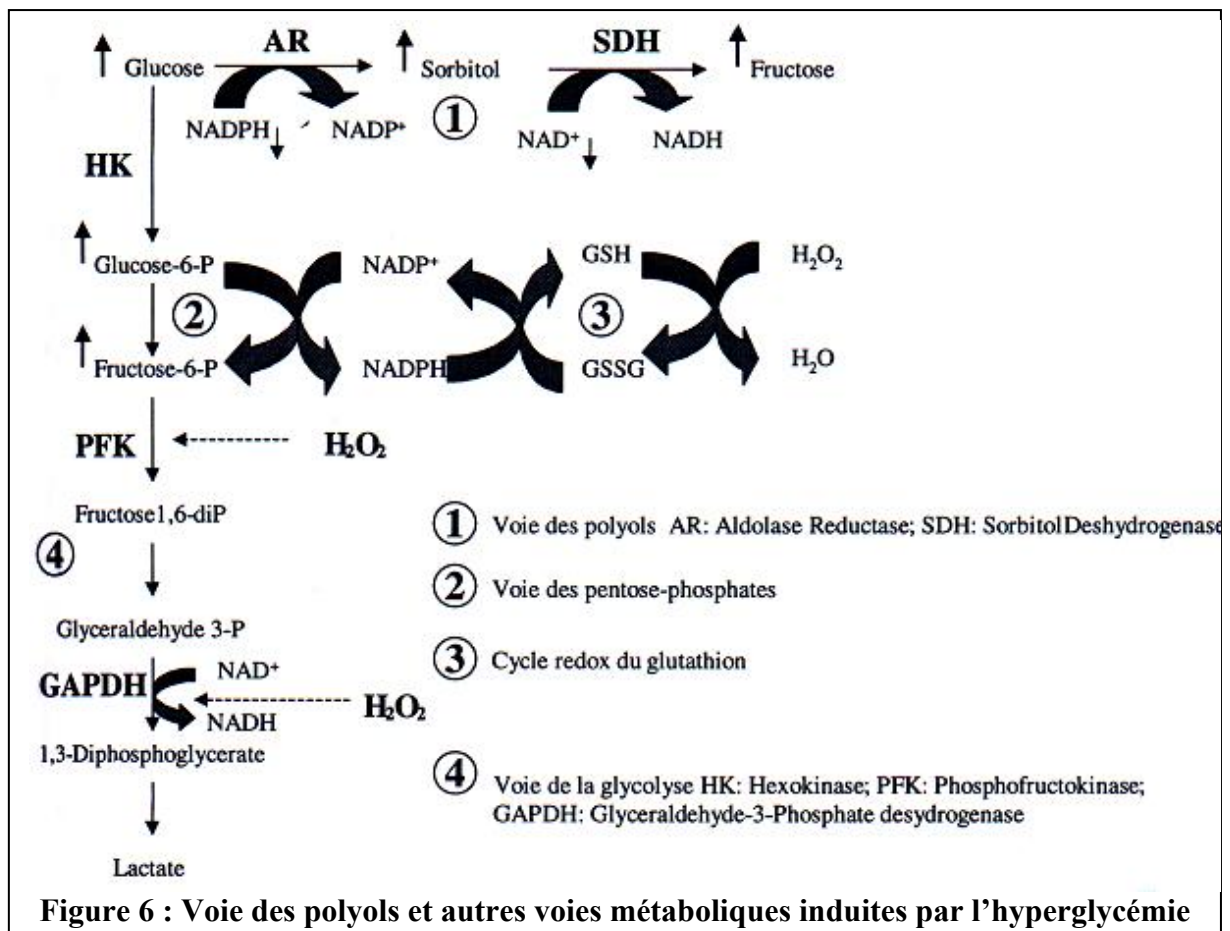 AR
SDH
↑ Glucose
↑ Sorbitol
↑ Fructose
NADPH↓
NADP⁺
①
NAD⁺↓
NADH
HK
↑ Glucose-6-P
NADP⁺
GSH
H₂O₂
②
③
↑ Fructose-6-P
NADPH
GSSG
H₂O
PFK
H₂O₂
Fructose1,6-diP
① Voie des polyols AR: Aldolase Reductase; SDH: Sorbitol Deshydrogenase
④
② Voie des pentose-phosphates
Glyceraldehyde 3-P
③ Cycle redox du glutathion
GAPDH
NAD⁺
NADH
H₂O₂
1,3-Diphosphoglycerate
④ Voie de la glycolyse HK: Hexokinase; PFK: Phosphofructokinase;
GAPDH: Glyceraldehyde-3-Phosphate desydrogenase
Lactate
Figure 6 : Voie des polyols et autres voies métaboliques induites par l’hyperglycémie